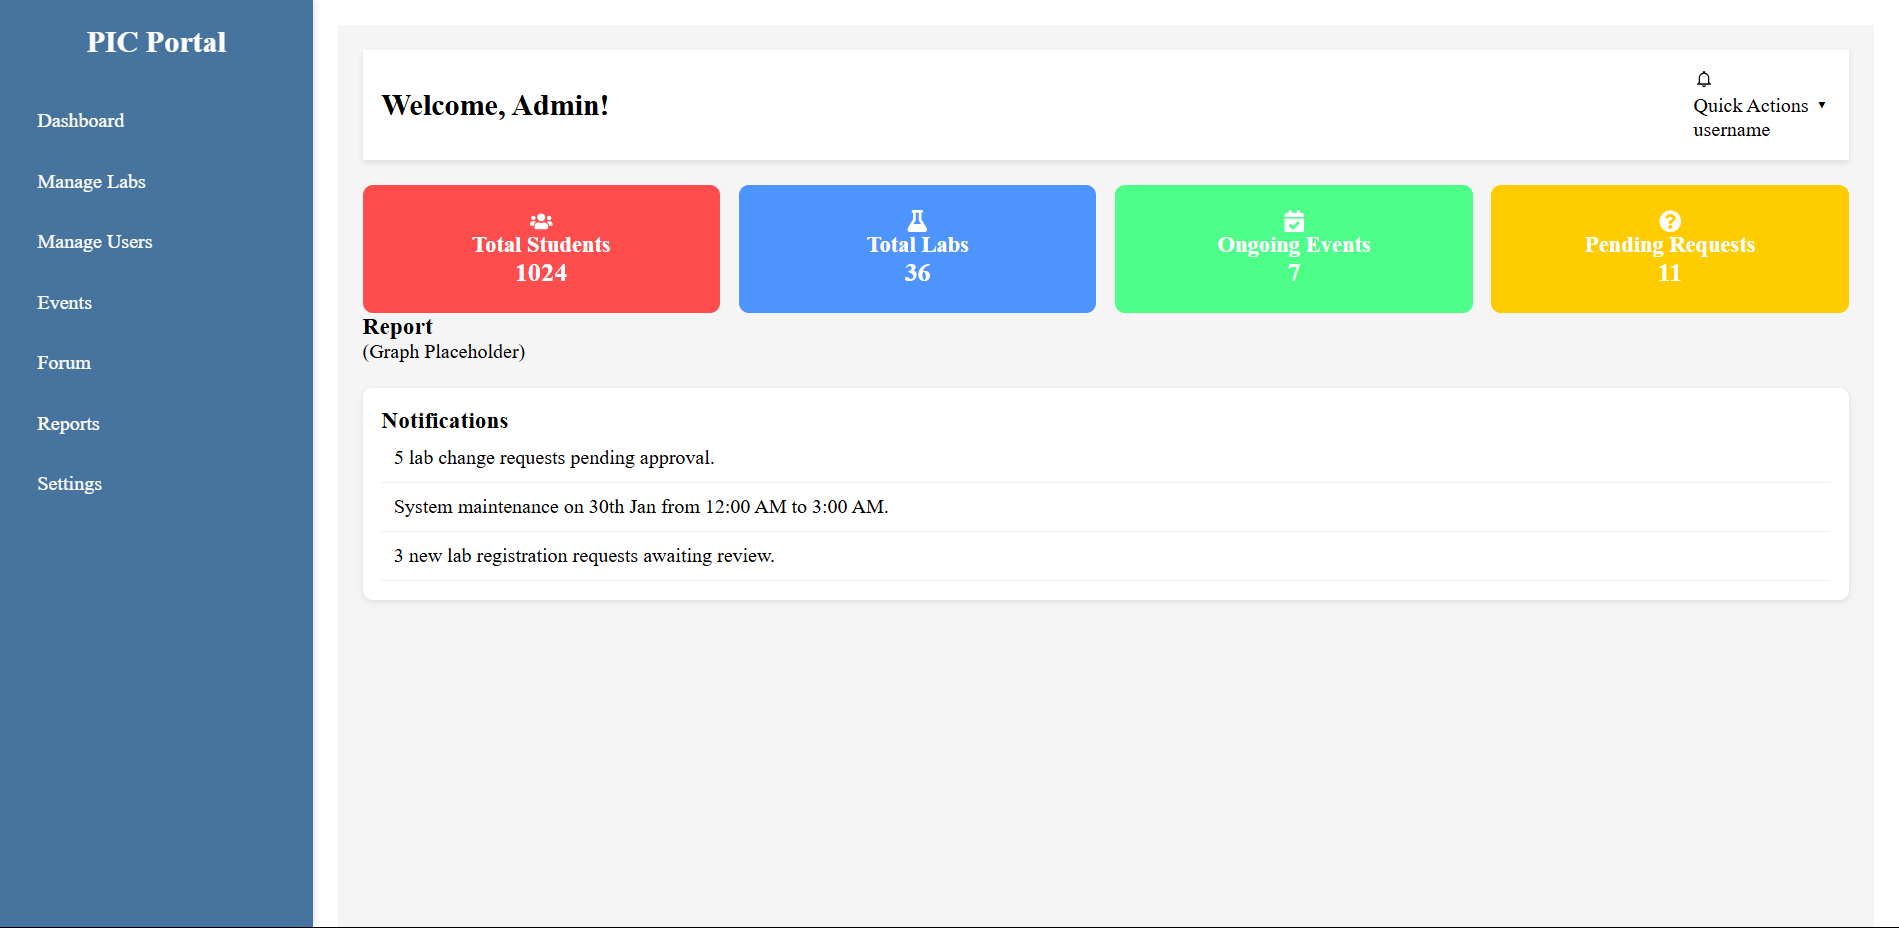 PIC Portal
Dashboard
Manage Labs
Manage Users
Events
Forum
Reports
Settings
Welcome, Admin!
Quick Actions ▼
username
Total Students
1024
Total Labs
36
Ongoing Events
7
Pending Requests
11
Report
(Graph Placeholder)
Notifications
5 lab change requests pending approval.
System maintenance on 30th Jan from 12:00 AM to 3:00 AM.
3 new lab registration requests awaiting review.